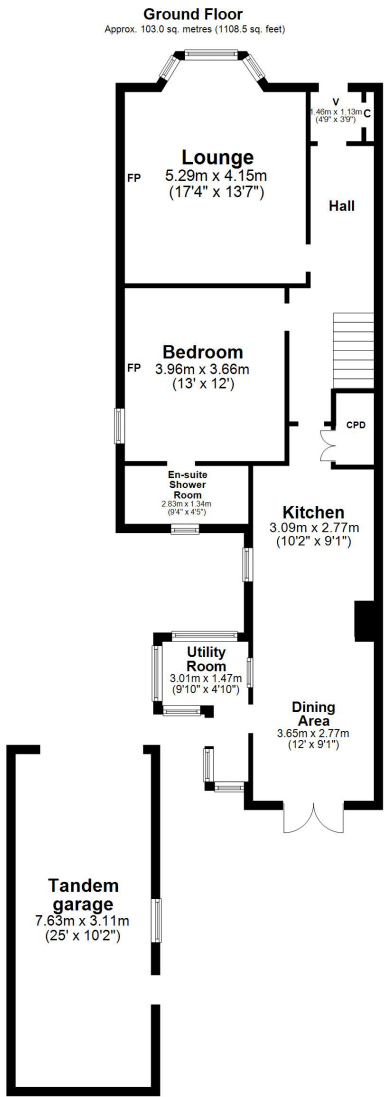 Ground Floor
Approx. 103.0 sq. metres (1108.5 sq. feet)
V
1.46m x 1.13m
(4'9" x 3'9")
C
Lounge
5.29m x 4.15m
(17'4" x 13'7")
FP
Hall
Bedroom
3.96m x 3.66m
(13' x 12')
FP
CPD
En-suite
Shower
Room
2.83m x 1.34m
(9'4" x 4'5")
Kitchen
3.09m x 2.77m
(10'2" x 9'1")
Utility
Room
3.01m x 1.47m
(9'10" x 4'10")
Dining
Area
3.65m x 2.77m
(12' x 9'1")
Tandem
garage
7.63m x 3.11m
(25' x 10'2")